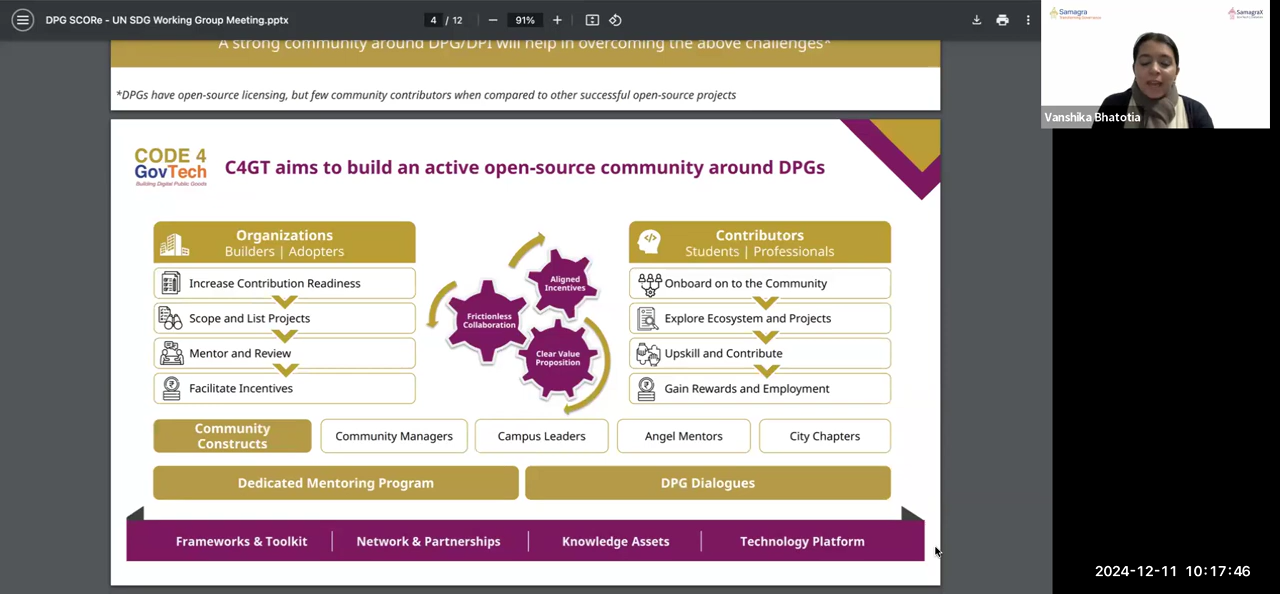 DPG SCORe - UN SDG Working Group Meeting.pptx
4 / 12
91%
Samagra
Transforming Governance
SamagraX
Vanshika Bhatotia
A strong community around DPG/DPI will help in overcoming the above challenges*
*DPGs have open-source licensing, but few community contributors when compared to other successful open-source projects
CODE 4
GovTech
Building Digital Public Goods
C4GT aims to build an active open-source community around DPGs
Organizations
Builders | Adopters
Increase Contribution Readiness
Scope and List Projects
Mentor and Review
Facilitate Incentives
Aligned
Incentives
Frictionless
Collaboration
Clear Value
Proposition
Contributors
Students | Professionals
Onboard on to the Community
Explore Ecosystem and Projects
Upskill and Contribute
Gain Rewards and Employment
Community
Constructs
Community Managers
Campus Leaders
Angel Mentors
City Chapters
Dedicated Mentoring Program
DPG Dialogues
Frameworks & Toolkit
Network & Partnerships
Knowledge Assets
Technology Platform
2024-12-11 10:17:46